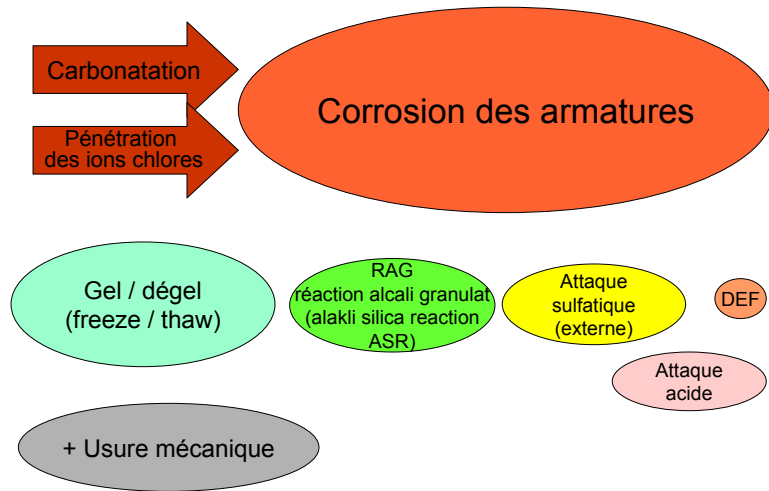 Carbonatation
Pénétration
des ions chlores
Corrosion des armatures
Gel / dégel
(freeze / thaw)
RAG
réaction alcali granulat
(alakli silica reaction
ASR)
Attaque
sulfatique
(externe)
DEF
Attaque
acide
+ Usure mécanique